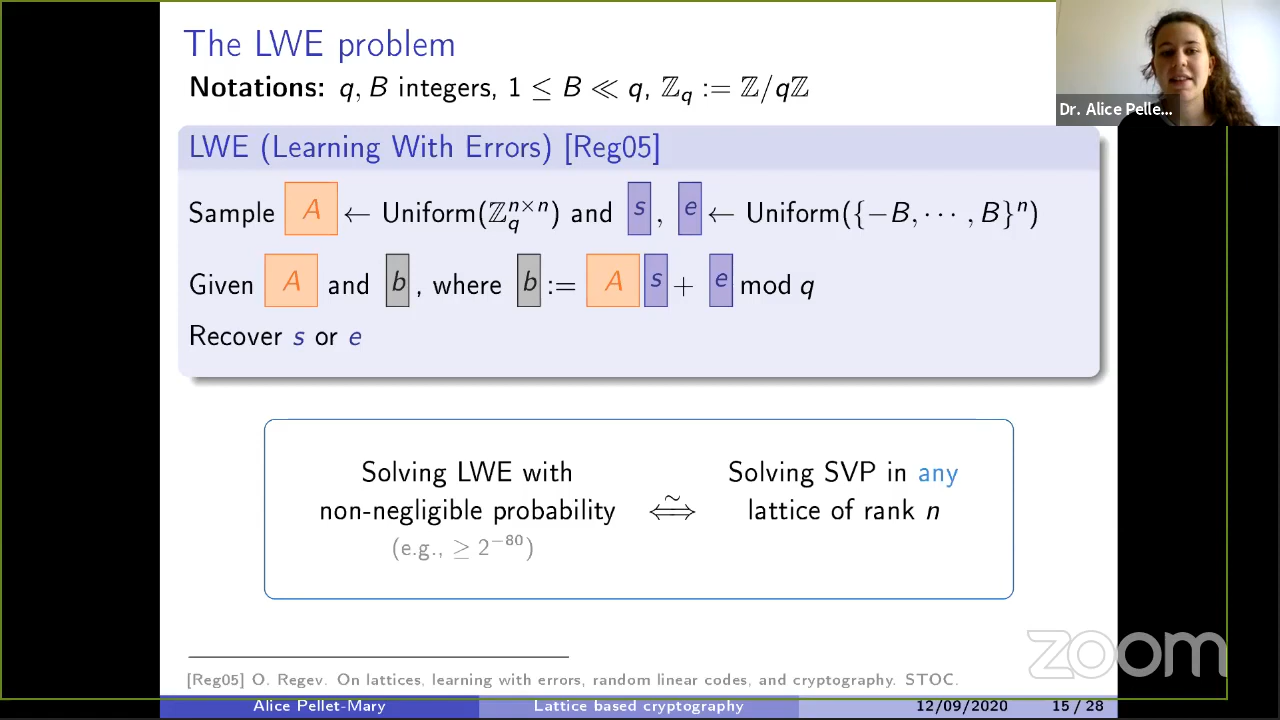 The LWE problem
Notations: q, B integers, 1 ≤ B ≪ q, ℤ_q := ℤ/qℤ
Dr. Alice Pelle...
LWE (Learning With Errors) [Reg05]
Sample A ← Uniform(ℤ_q^{n×n}) and s, e ← Uniform({−B, ⋯ , B}^n)
Given A and b, where b := A s + e mod q
Recover s or e
Solving LWE with non-negligible probability (e.g., ≥ 2^{−80})
⟺ ~
Solving SVP in any lattice of rank n
zoom
[Reg05] O. Regev. On lattices, learning with errors, random linear codes, and cryptography. STOC.
Alice Pellet-Mary Lattice based cryptography 12/09/2020 15 / 28